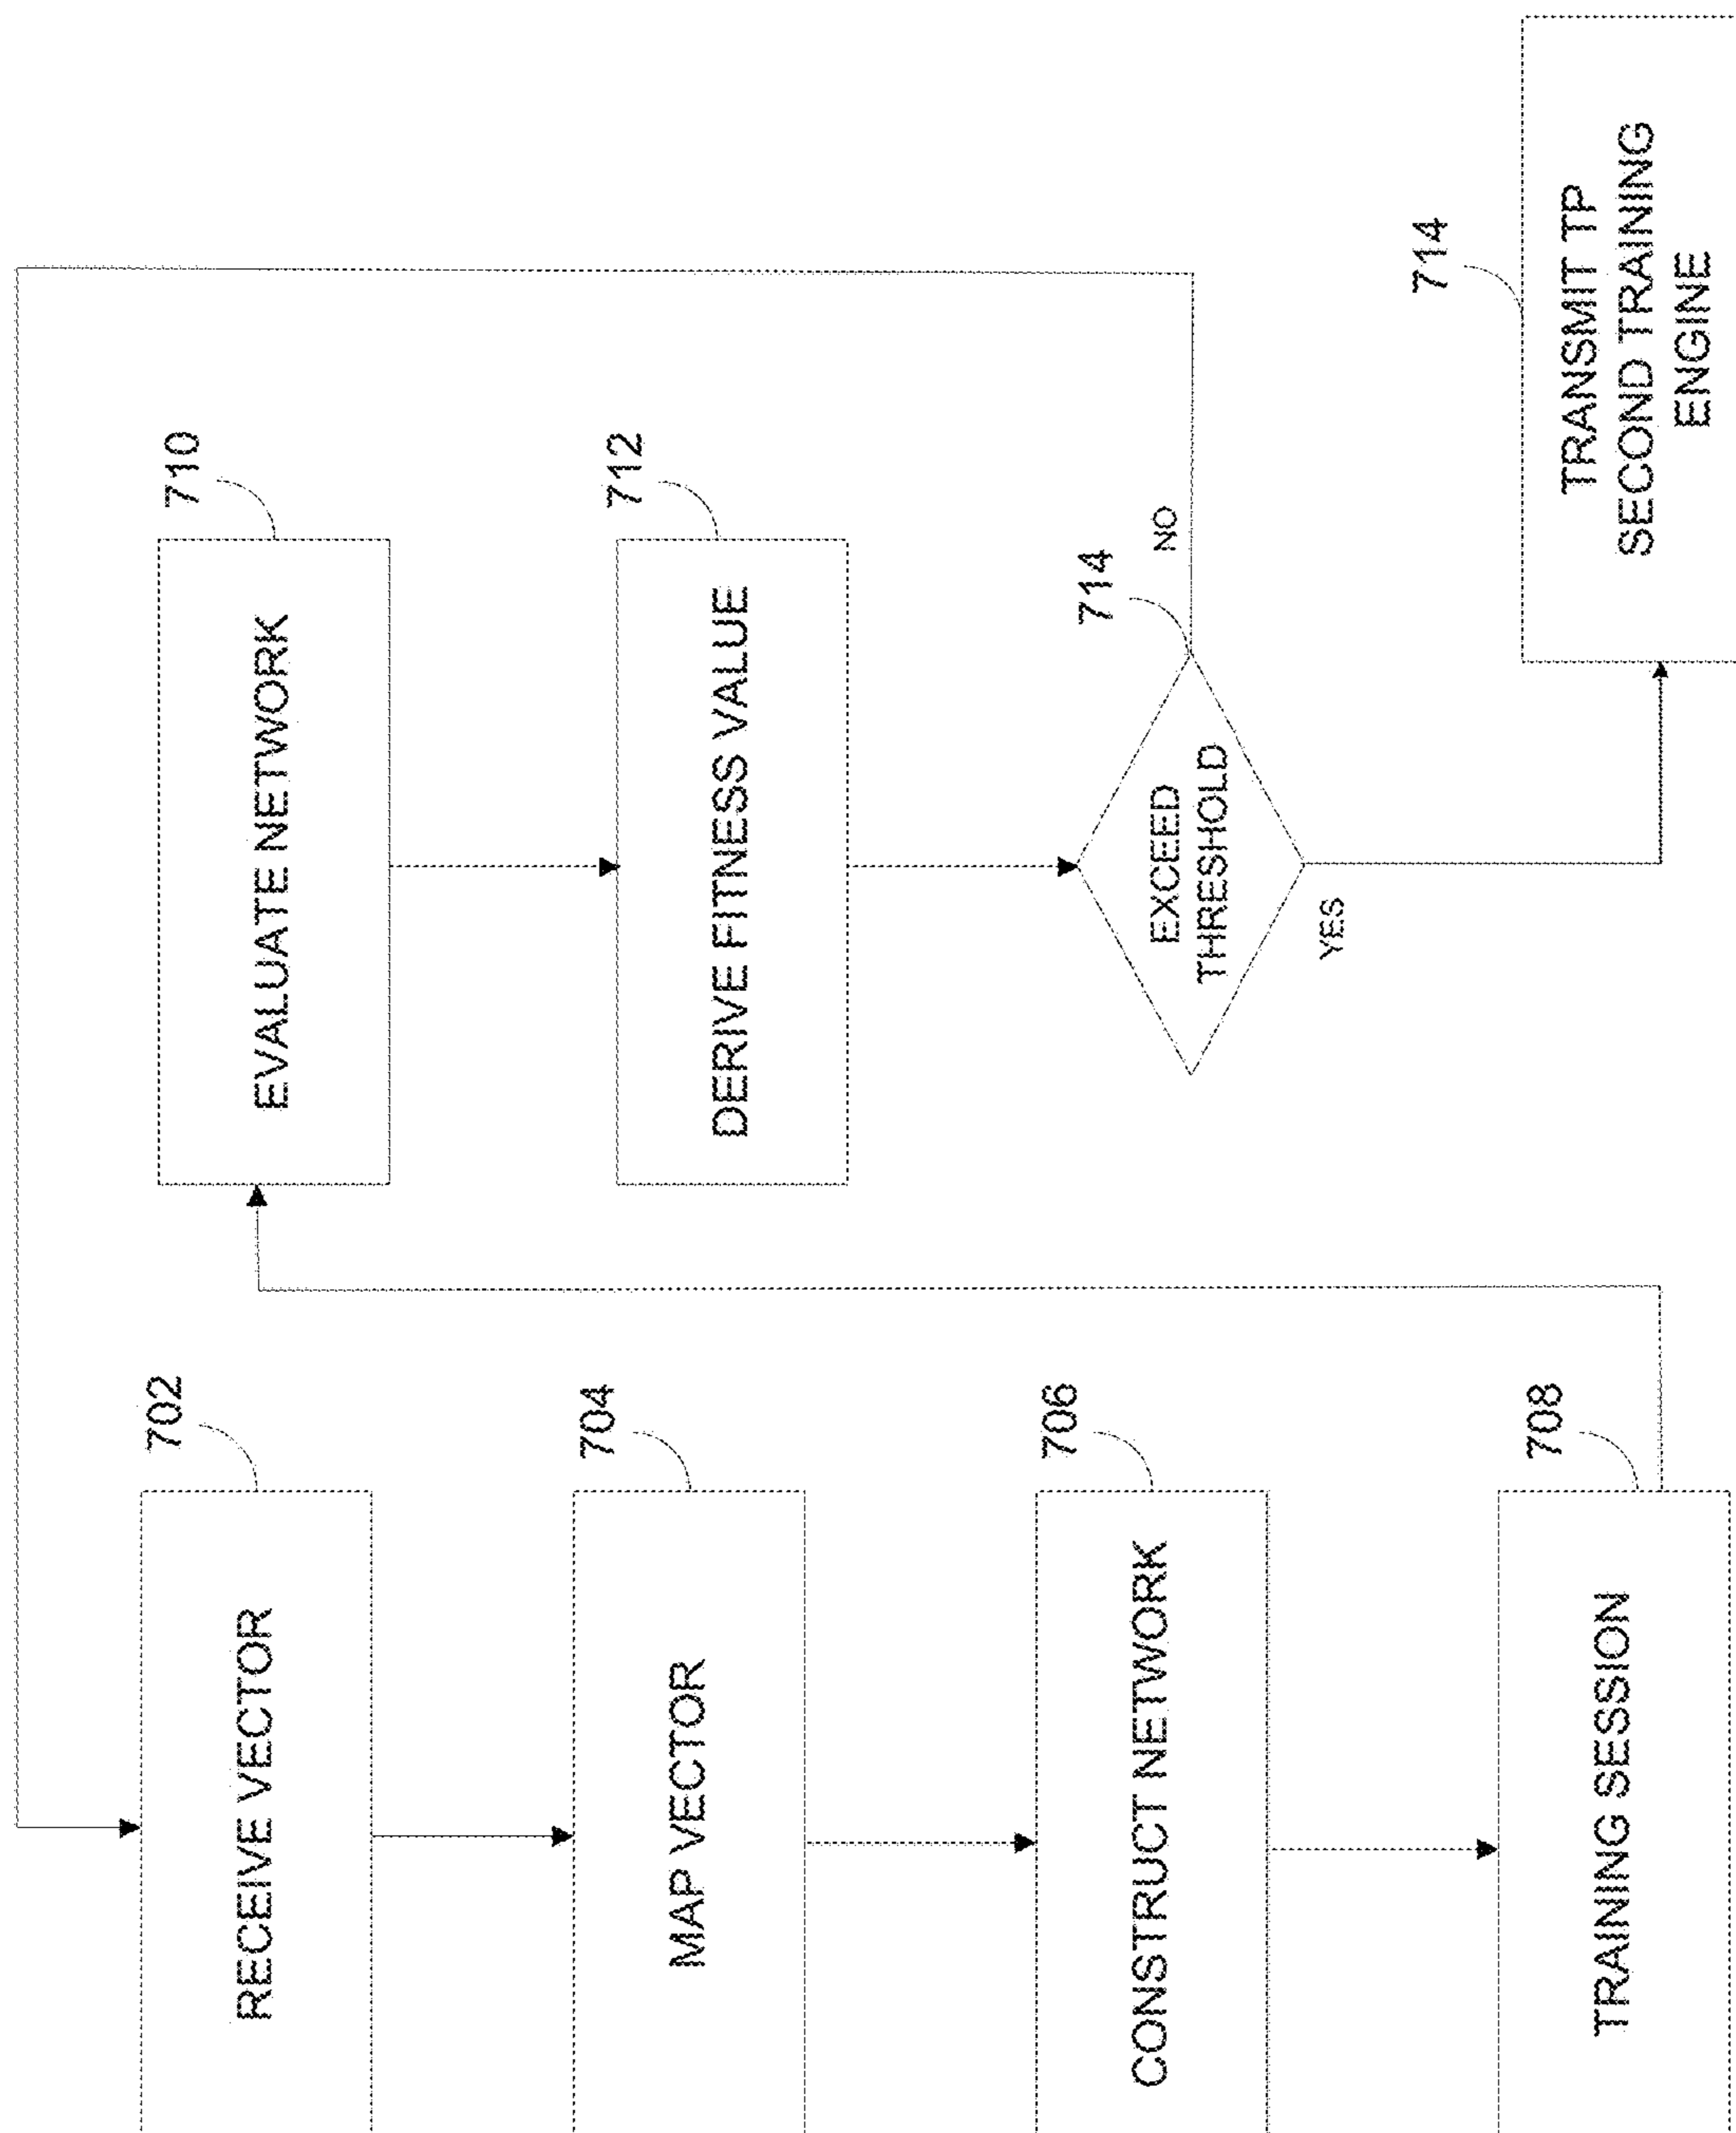 702
RECEIVE VECTOR
704
MAP VECTOR
706
CONSTRUCT NETWORK
708
TRAINING SESSION
710
EVALUATE NETWORK
712
DERIVE FITNESS VALUE
714
EXCEED
THRESHOLD
NO
YES
714
TRANSMIT TP
SECOND TRAINING
ENGINE